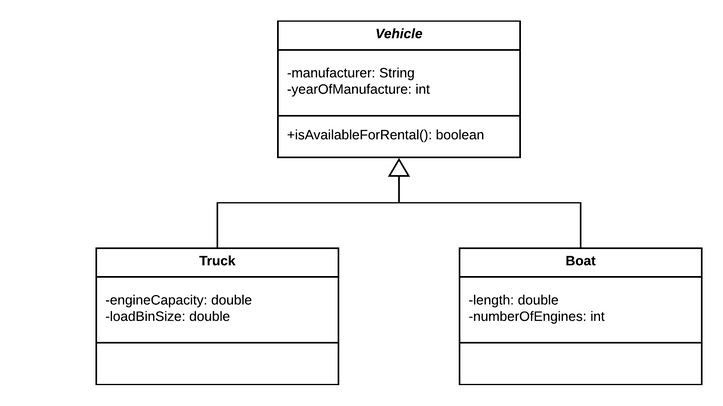 Vehicle
-manufacturer: String
-yearOfManufacture: int
+isAvailableForRental(): boolean
Truck
-engineCapacity: double
-loadBinSize: double
Boat
-length: double
-numberOfEngines: int